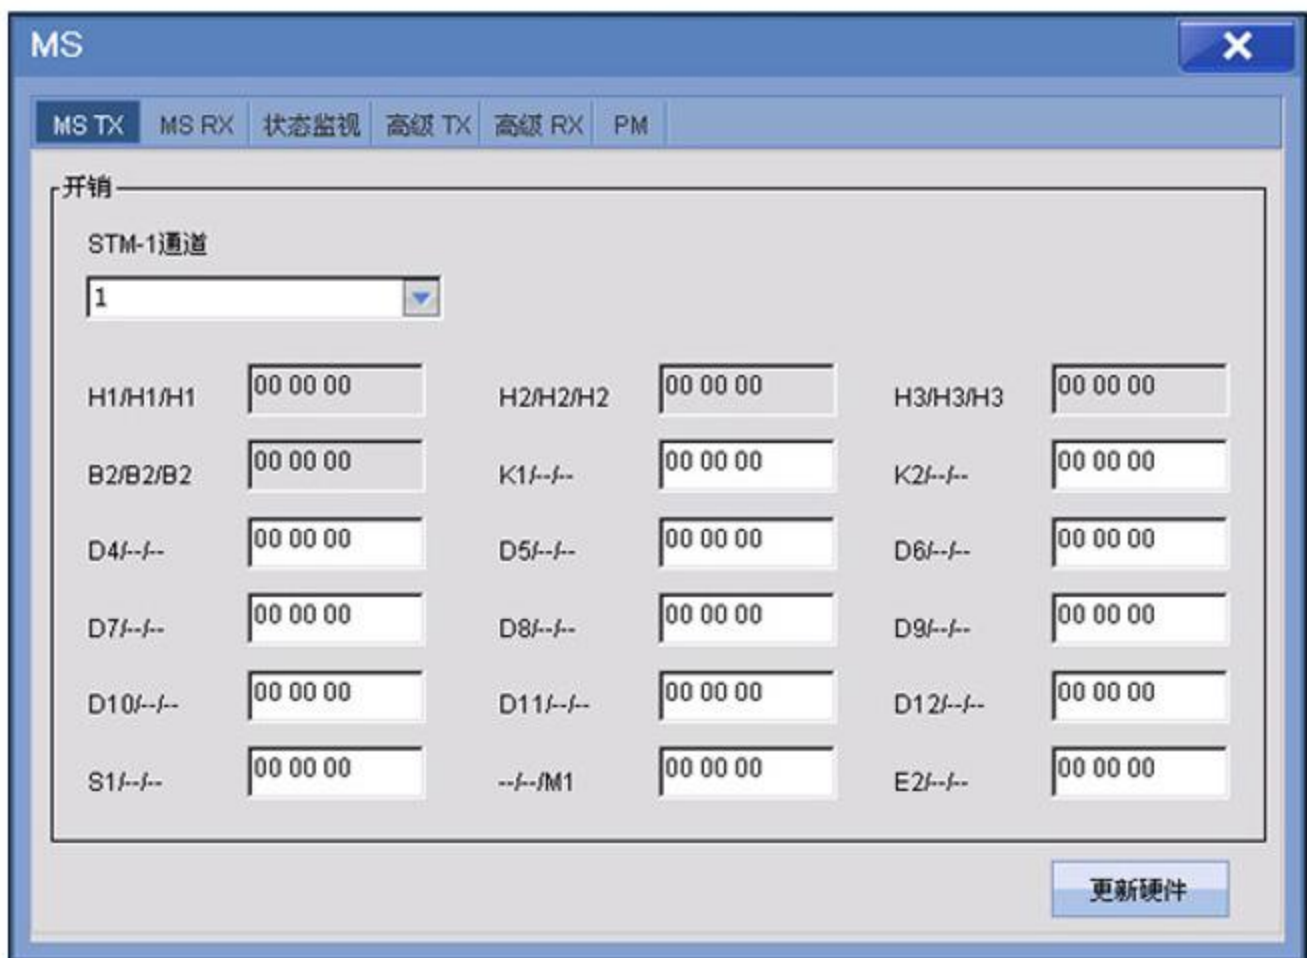 MS
MS TX MS RX 状态监视 高级 TX 高级 RX PM
开销
STM-1通道
1
H1/H1/H1 00 00 00 H2/H2/H2 00 00 00 H3/H3/H3 00 00 00
B2/B2/B2 00 00 00 K1/--/-- 00 00 00 K2/--/-- 00 00 00
D4/--/-- 00 00 00 D5/--/-- 00 00 00 D6/--/-- 00 00 00
D7/--/-- 00 00 00 D8/--/-- 00 00 00 D9/--/-- 00 00 00
D10/--/-- 00 00 00 D11/--/-- 00 00 00 D12/--/-- 00 00 00
S1/--/-- 00 00 00 --/--/M1 00 00 00 E2/--/-- 00 00 00
更新硬件